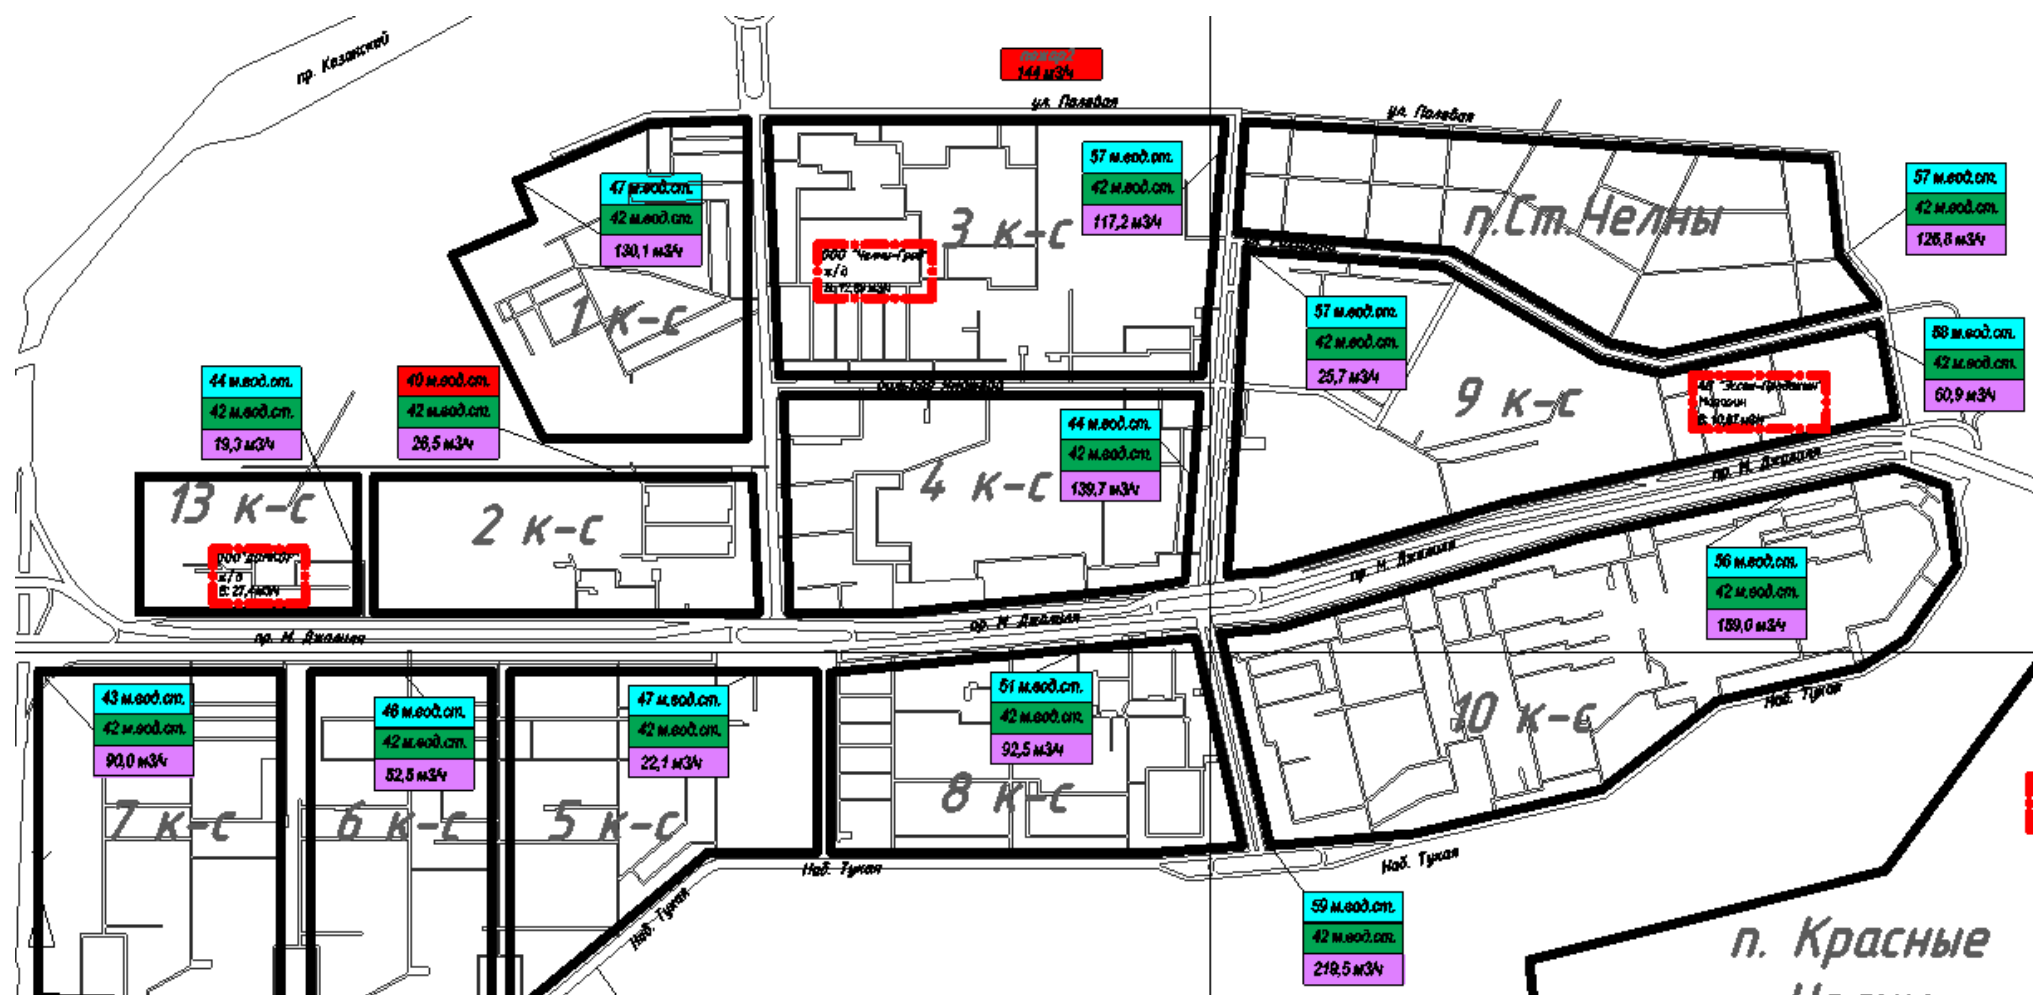 пр. Казанский
пожар2
144 м3/ч
ул. Полевая
ул. Полевая
57 м.вод.ст.
42 м.вод.ст.
117,2 м3/ч
47 м.вод.ст.
42 м.вод.ст.
130,1 м3/ч
57 м.вод.ст.
42 м.вод.ст.
126,8 м3/ч
3 к-с
п.Ст.Челны
ж/д
1 к-с
57 м.вод.ст.
42 м.вод.ст.
25,7 м3/ч
58 м.вод.ст.
42 м.вод.ст.
60,9 м3/ч
44 м.вод.ст.
42 м.вод.ст.
19,3 м3/ч
40 м.вод.ст.
42 м.вод.ст.
26,5 м3/ч
9 к-с
Магазин
44 м.вод.ст.
42 м.вод.ст.
139,7 м3/ч
4 к-с
13 к-с
2 к-с
пр. М. Джалиля
ж/д
пр. М. Джалиля
56 м.вод.ст.
42 м.вод.ст.
159,0 м3/ч
пр. М. Джалиля
пр. М. Джалиля
43 м.вод.ст.
42 м.вод.ст.
90,0 м3/ч
46 м.вод.ст.
42 м.вод.ст.
52,5 м3/ч
47 м.вод.ст.
42 м.вод.ст.
22,1 м3/ч
51 м.вод.ст.
42 м.вод.ст.
92,5 м3/ч
10 к-с
Наб. Тукая
7 к-с
6 к-с
5 к-с
8 к-с
Наб. Тукая
Наб. Тукая
Наб. Тукая
59 м.вод.ст.
42 м.вод.ст.
219,5 м3/ч
п. Красные